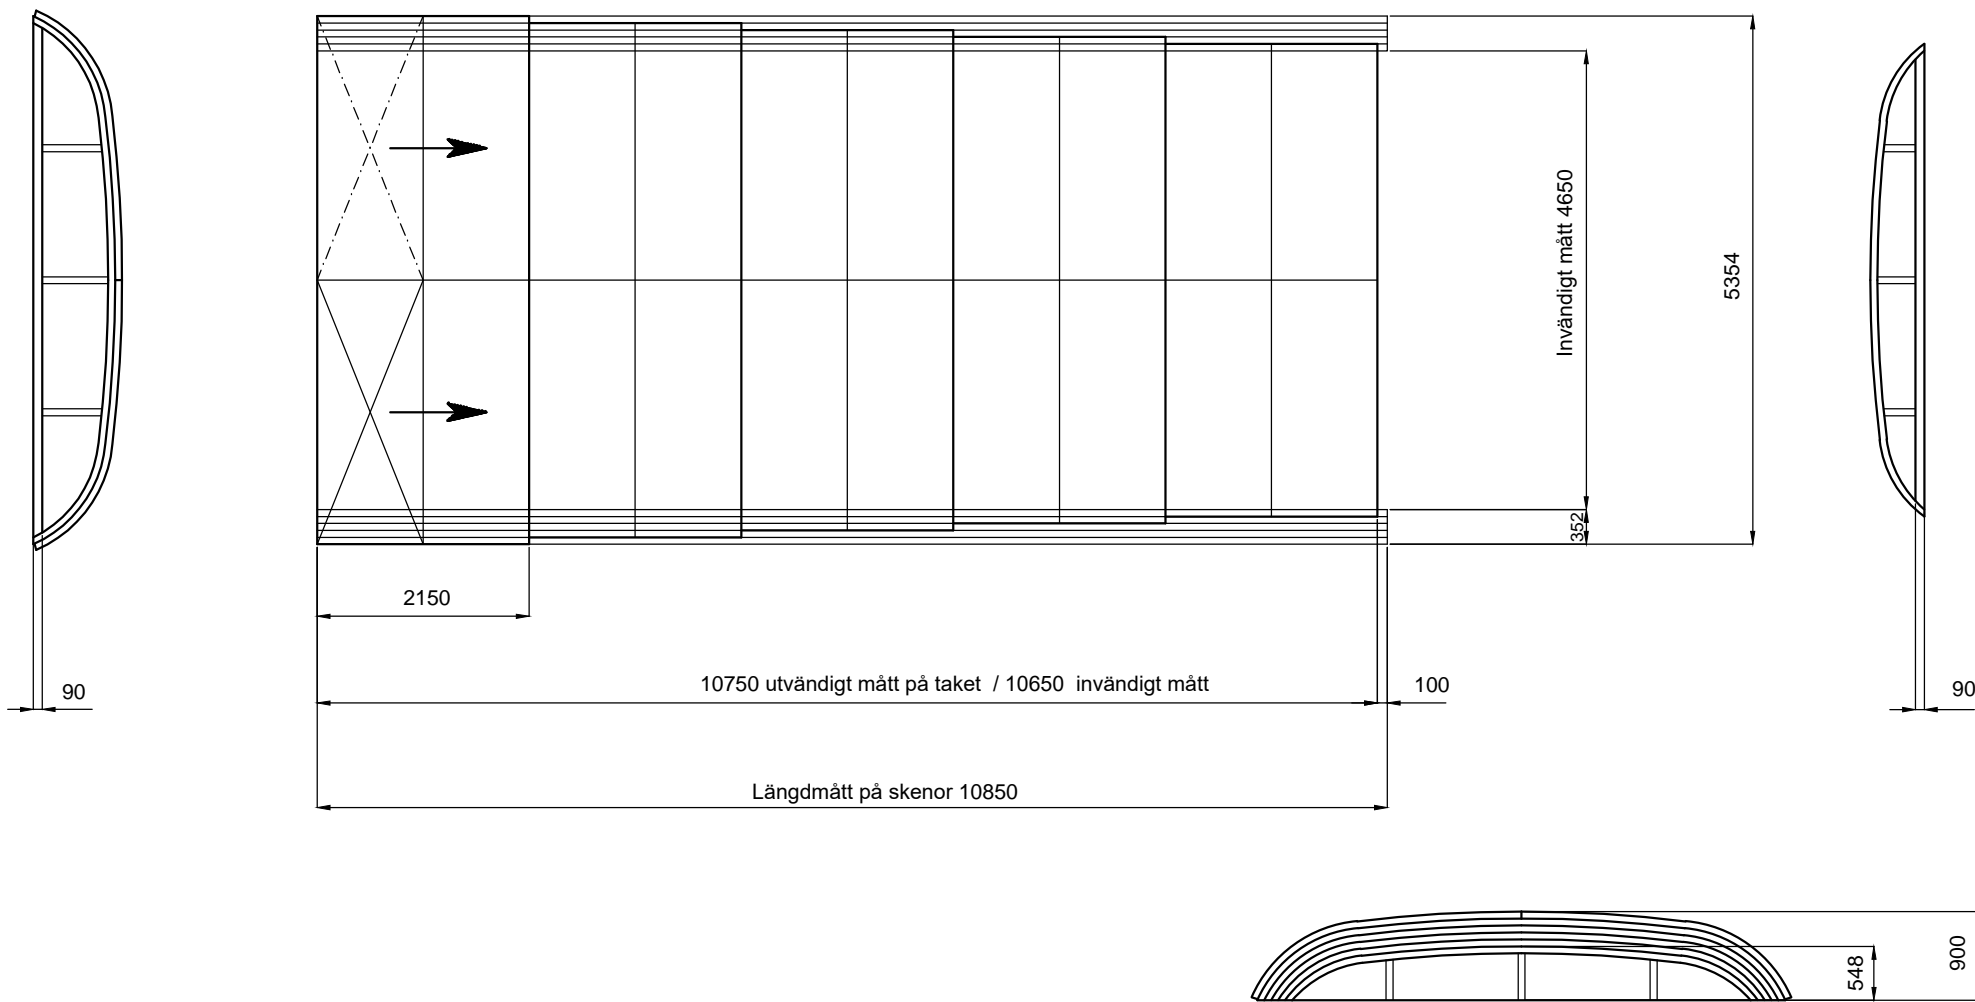 Invändigt mått 4650
5354
352
2150
90
10750 utvändigt mått på taket / 10650 invändigt mått
100
90
Längdmått på skenor 10850
548
900